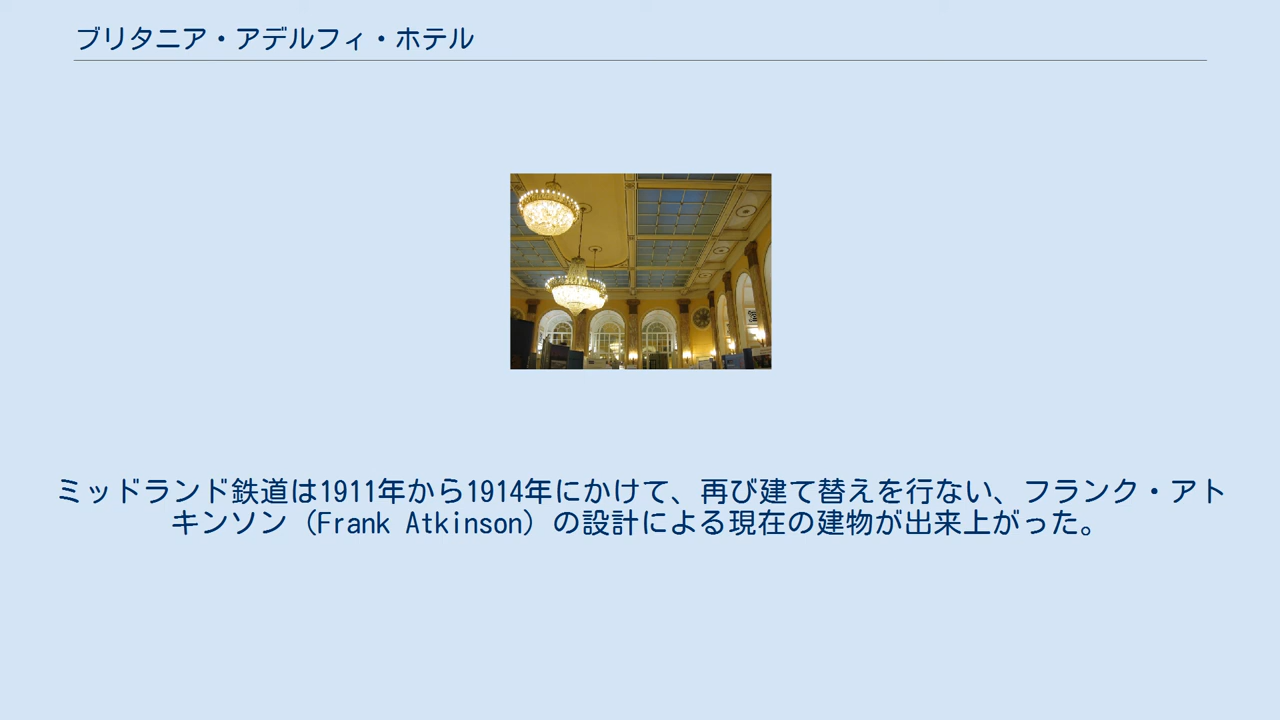 ブリタニア・アデルフィ・ホテル
ミッドランド鉄道は1911年から1914年にかけて、再び建て替えを行ない、フランク・アト
キンソン（Frank Atkinson）の設計による現在の建物が出来上がった。